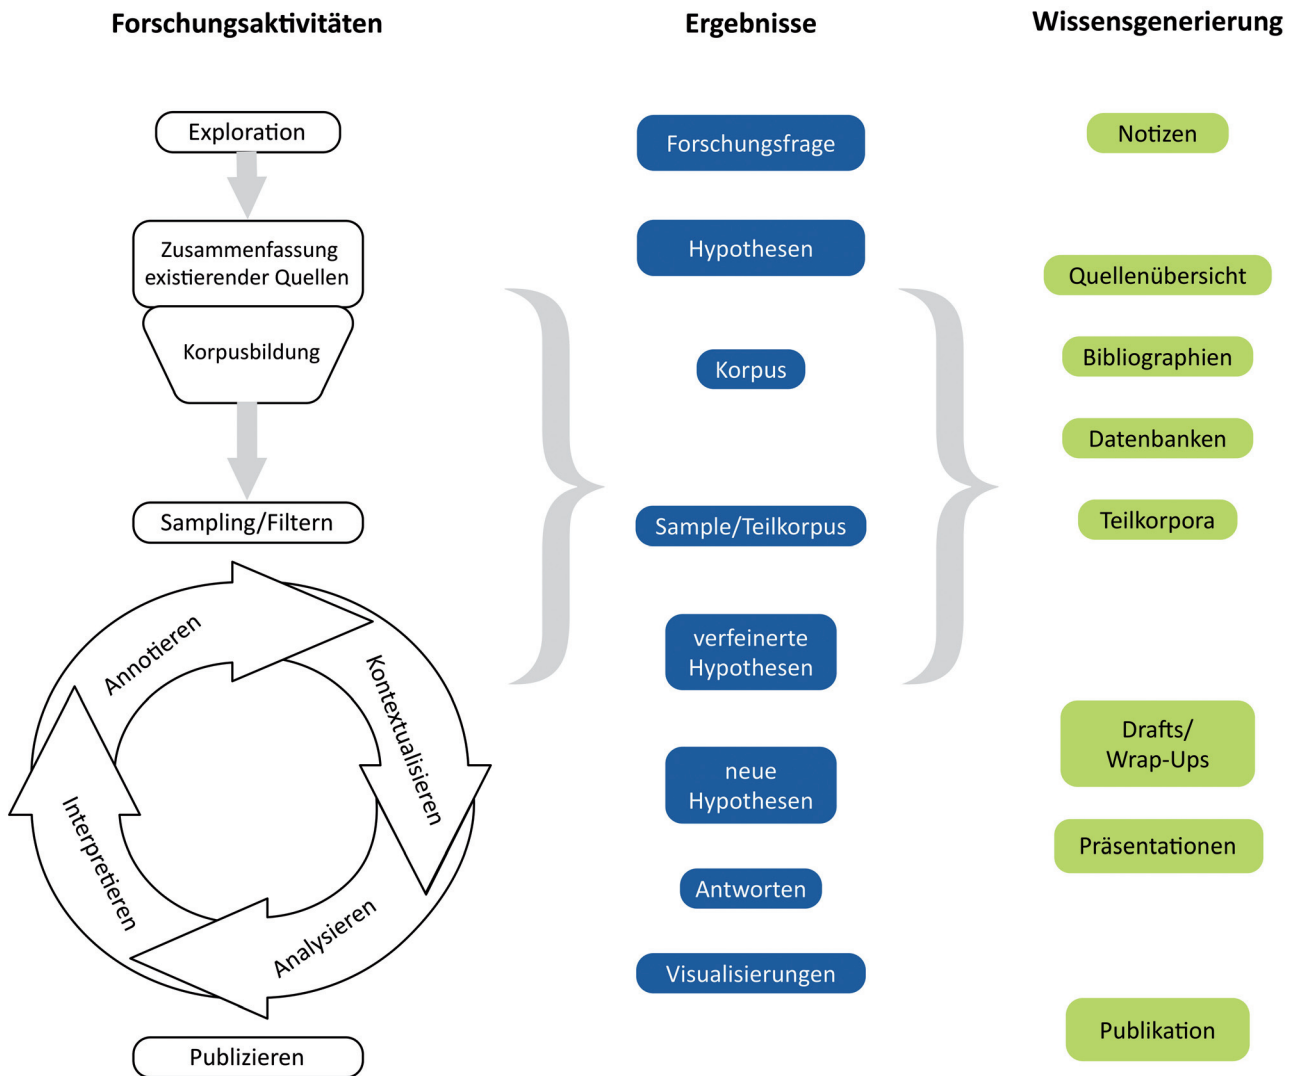 Forschungsaktivitäten
Exploration
Zusammenfassung
existierender Quellen
Korpusbildung
Sampling/Filtern
Annotieren
Kontextualisieren
Analysieren
Interpretieren
Publizieren
Ergebnisse
Forschungsfrage
Hypothesen
Korpus
Sample/Teilkorpus
verfeinerte
Hypothesen
neue
Hypothesen
Antworten
Visualisierungen
Wissensgenerierung
Notizen
Quellenübersicht
Bibliographien
Datenbanken
Teilkorpora
Drafts/
Wrap-Ups
Präsentationen
Publikation